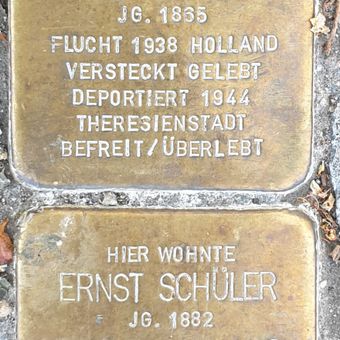 JG. 1865
FLUCHT 1938 HOLLAND
VERSTECKT GELEBT
DEPORTIERT 1944
THERESIENSTADT
BEFREIT/ÜBERLEBT
HIER WOHNTE
ERNST SCHÜLER
JG. 1882